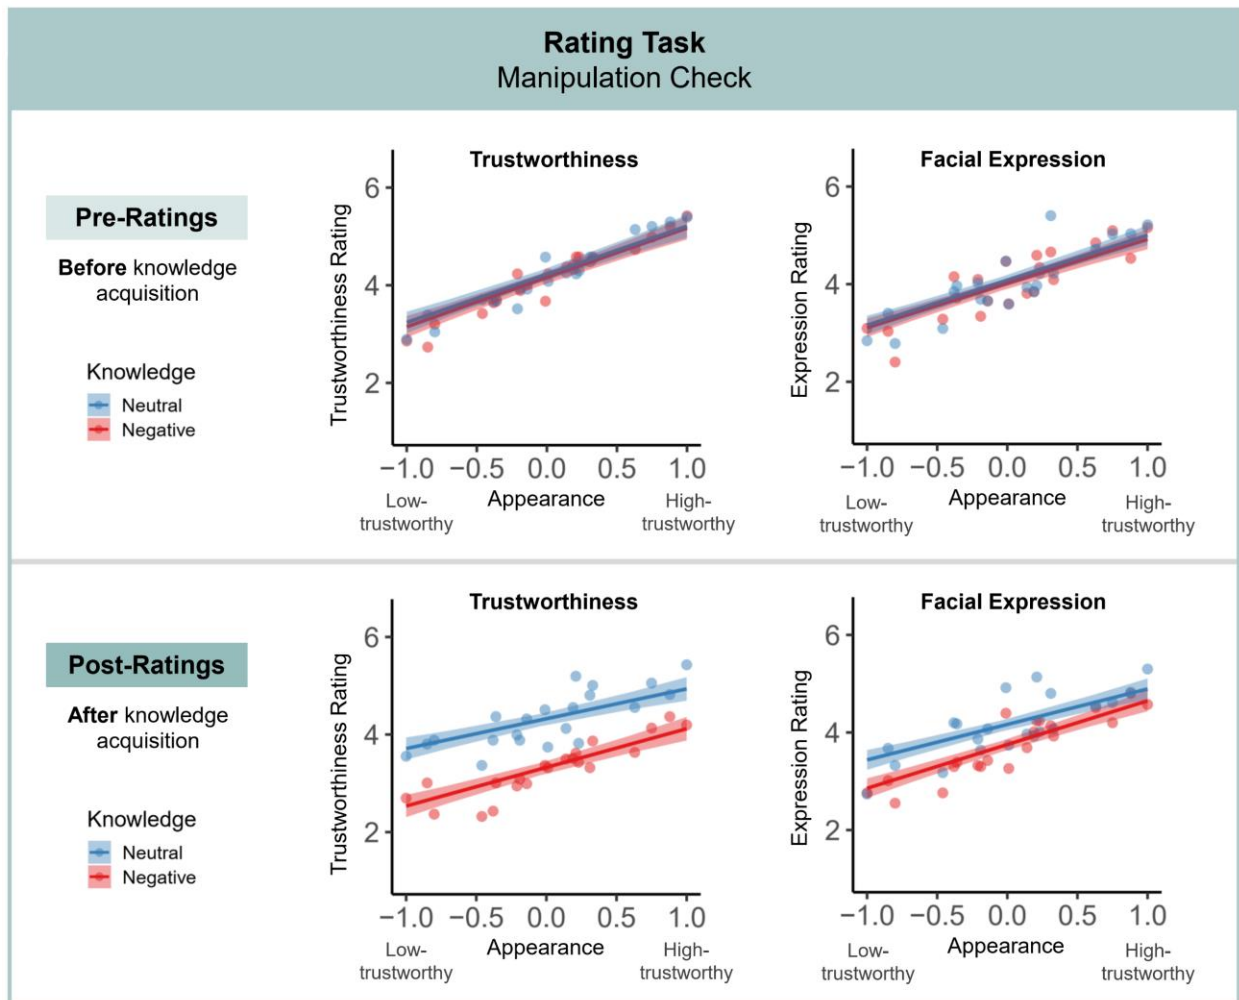 Rating Task
Manipulation Check
Pre-Ratings
Before knowledge
acquisition
Knowledge
Neutral
Negative
Trustworthiness
Trustworthiness Rating
6
4
2
−1.0 −0.5 0.0 0.5 1.0
Appearance
Low-
trustworthy
High-
trustworthy
Facial Expression
Expression Rating
6
4
2
−1.0 −0.5 0.0 0.5 1.0
Appearance
Low-
trustworthy
High-
trustworthy
Post-Ratings
After knowledge
acquisition
Knowledge
Neutral
Negative
Trustworthiness
Trustworthiness Rating
6
4
2
−1.0 −0.5 0.0 0.5 1.0
Appearance
Low-
trustworthy
High-
trustworthy
Facial Expression
Expression Rating
6
4
2
−1.0 −0.5 0.0 0.5 1.0
Appearance
Low-
trustworthy
High-
trustworthy